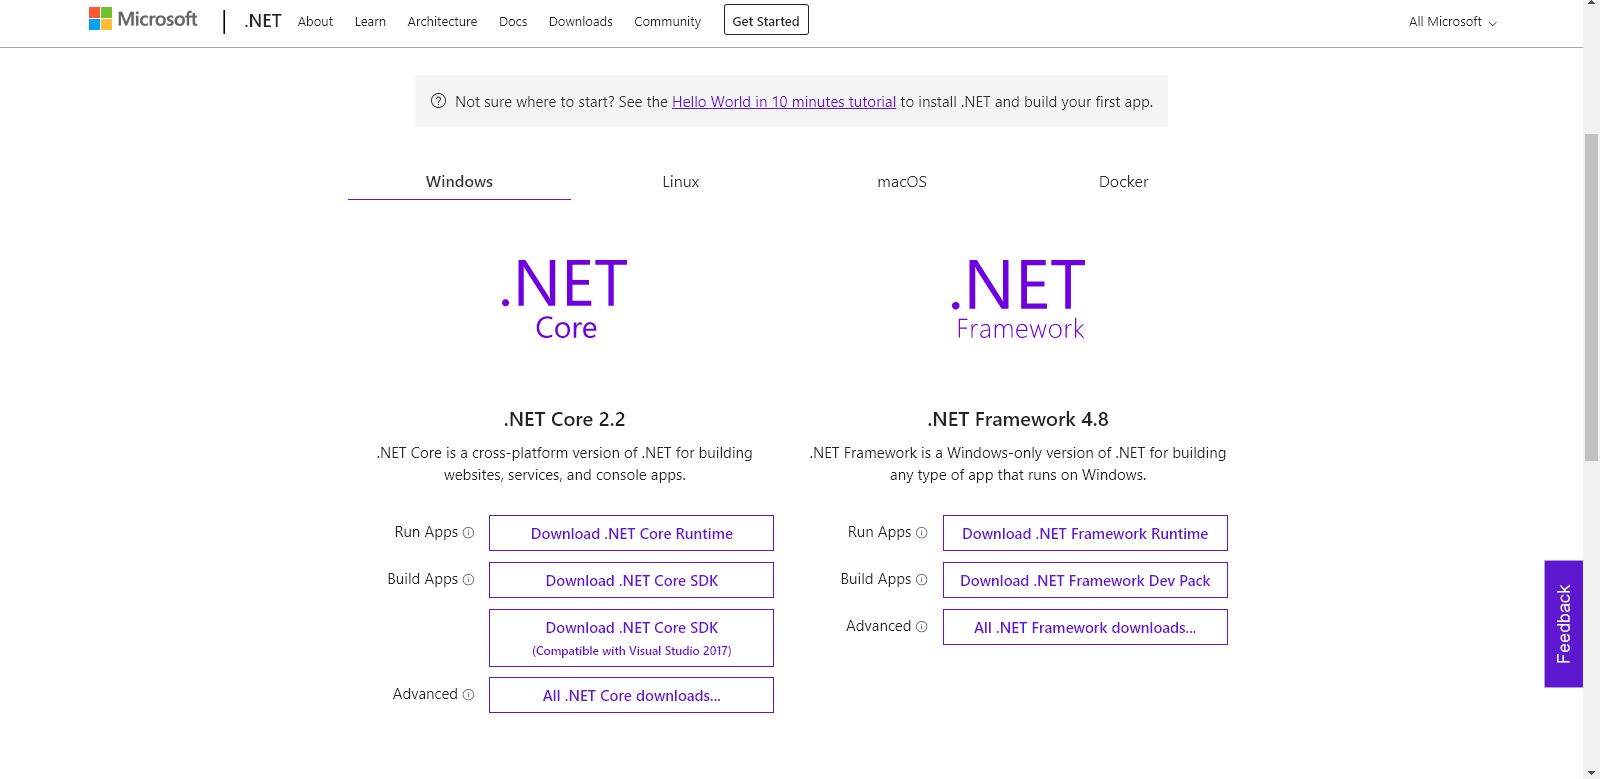 Microsoft .NET About Learn Architecture Docs Downloads Community Get Started All Microsoft
Not sure where to start? See the Hello World in 10 minutes tutorial to install .NET and build your first app.
Windows Linux macOS Docker
.NET
Core
.NET
Framework
.NET Core 2.2
.NET Core is a cross-platform version of .NET for building
websites, services, and console apps.
Run Apps Download .NET Core Runtime
Build Apps Download .NET Core SDK
Download .NET Core SDK
(Compatible with Visual Studio 2017)
Advanced All .NET Core downloads...
.NET Framework 4.8
.NET Framework is a Windows-only version of .NET for building
any type of app that runs on Windows.
Run Apps Download .NET Framework Runtime
Build Apps Download .NET Framework Dev Pack
Advanced All .NET Framework downloads...
Feedback